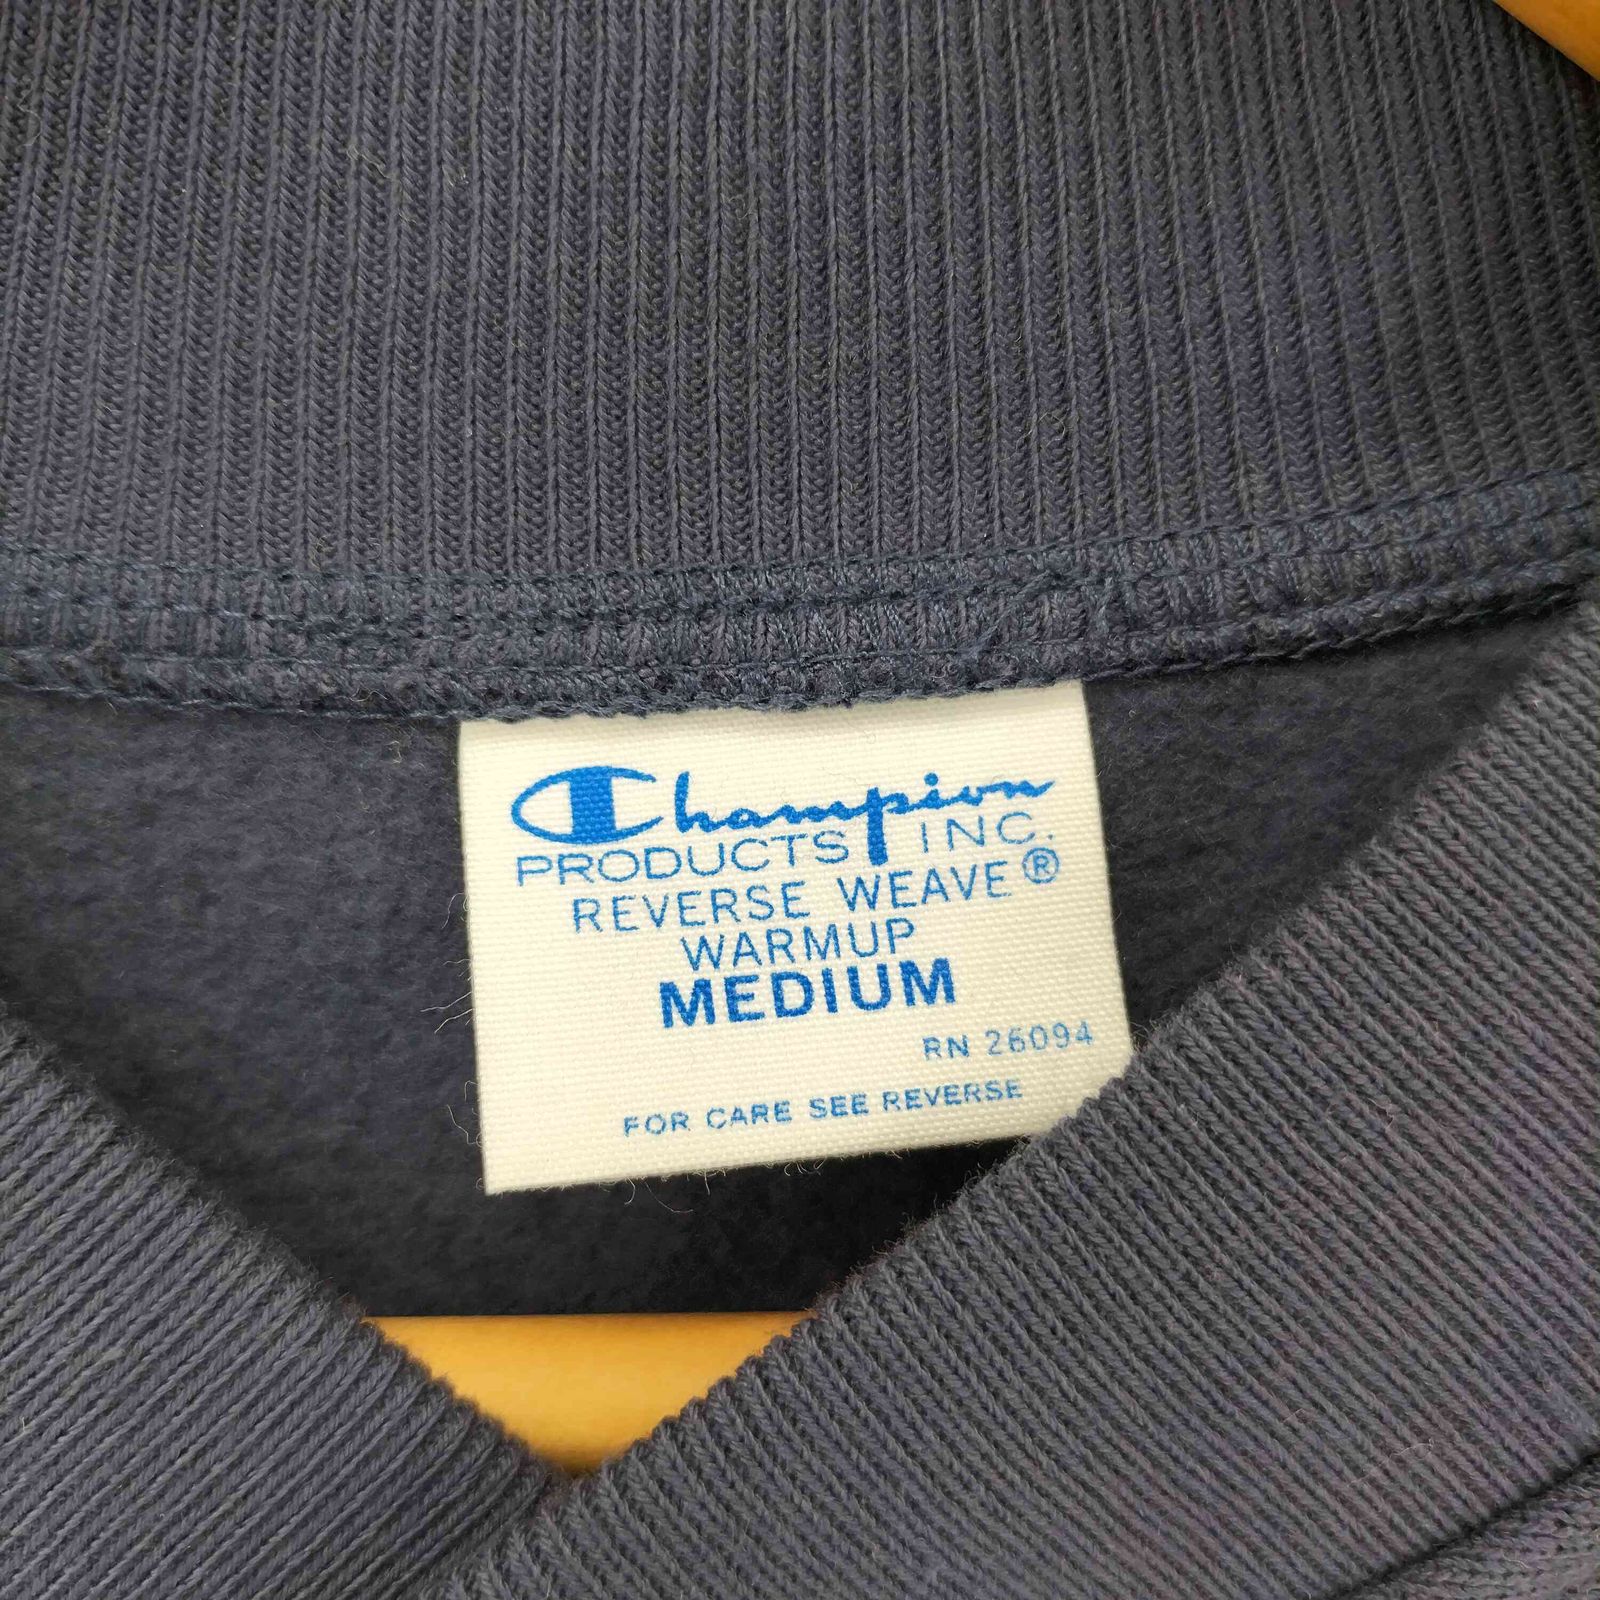 Champion
PRODUCTS INC.
REVERSE WEAVE®
WARMUP
MEDIUM
RN 26094
FOR CARE SEE REVERSE